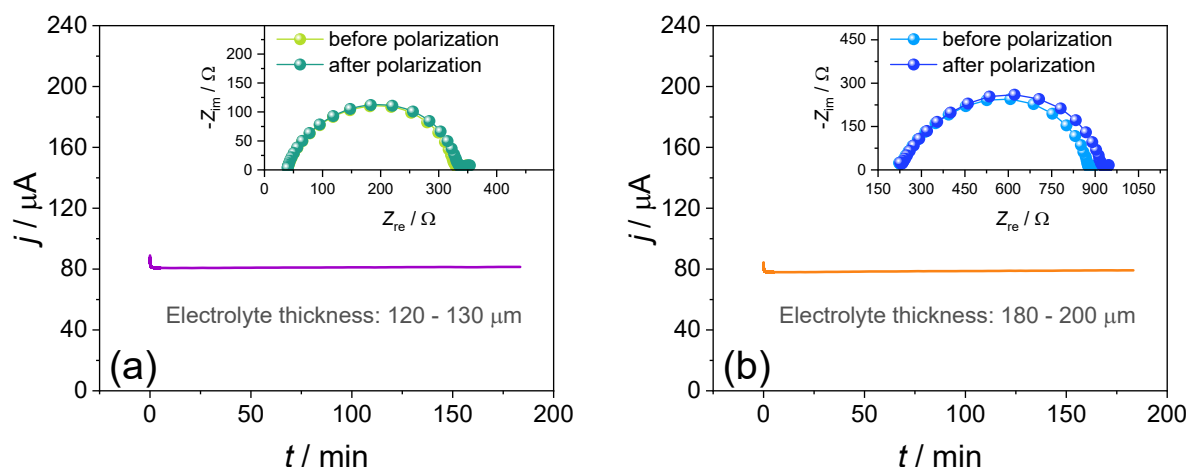 240
200
160
120
80
40
0
j / μA
0
50
100
150
200
t / min
(a)
Electrolyte thickness: 120 - 130 μm
before polarization
after polarization
250
200
150
100
50
0
-Zim / Ω
0
100
200
300
400
Zre / Ω
240
200
160
120
80
40
0
j / μA
0
50
100
150
200
t / min
(b)
Electrolyte thickness: 180 - 200 μm
before polarization
after polarization
450
300
150
0
-Zim / Ω
150
300
450
600
750
900
1050
Zre / Ω